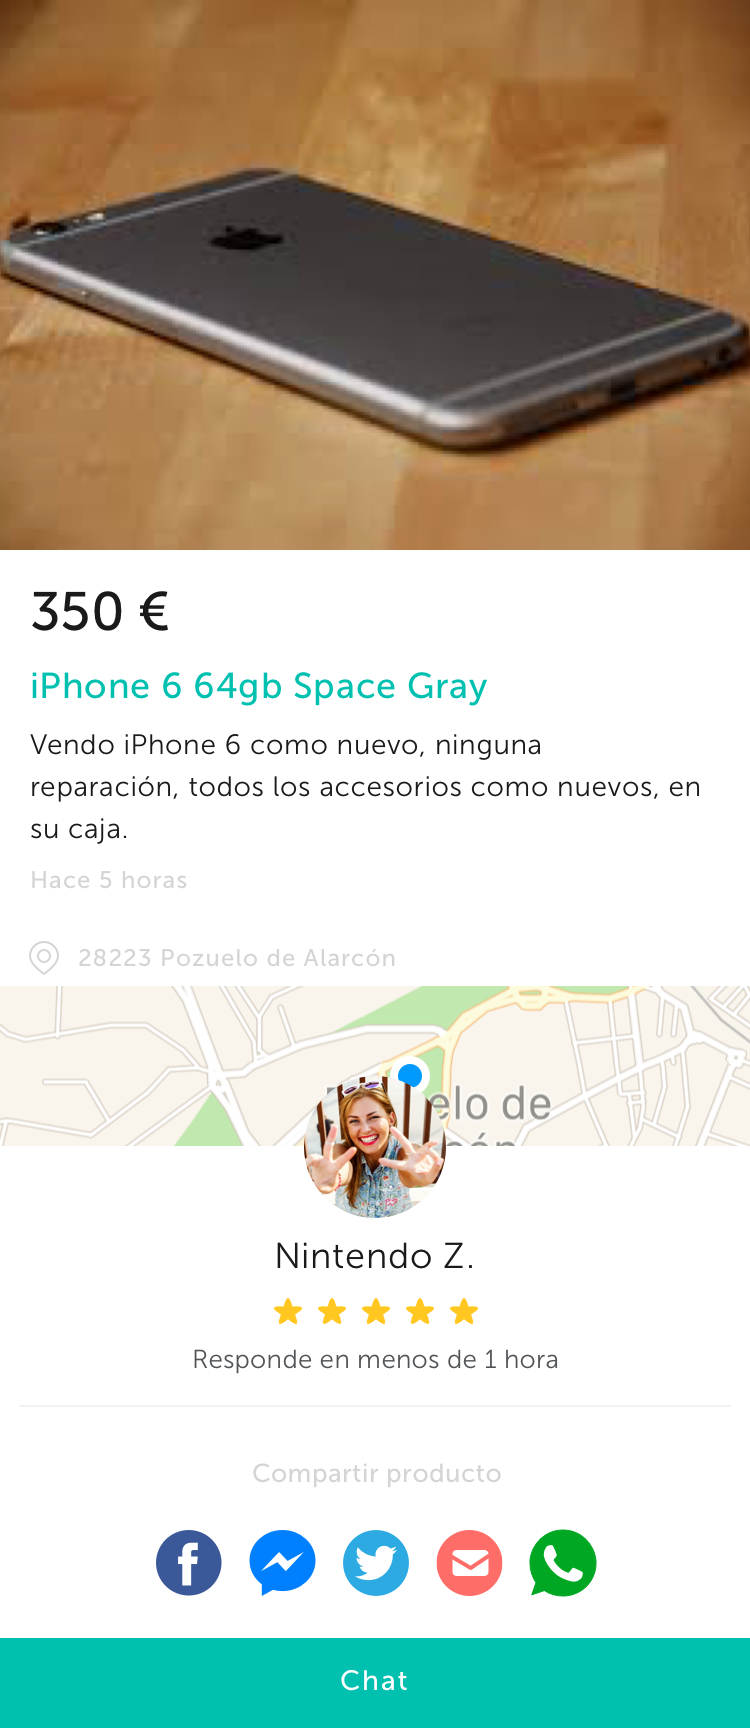 350 €
iPhone 6 64gb Space Gray
Vendo iPhone 6 como nuevo, ninguna
reparación, todos los accesorios como nuevos, en
su caja.
Hace 5 horas
28223 Pozuelo de Alarcón
elo de
Nintendo Z.
Responde en menos de 1 hora
Compartir producto
Chat